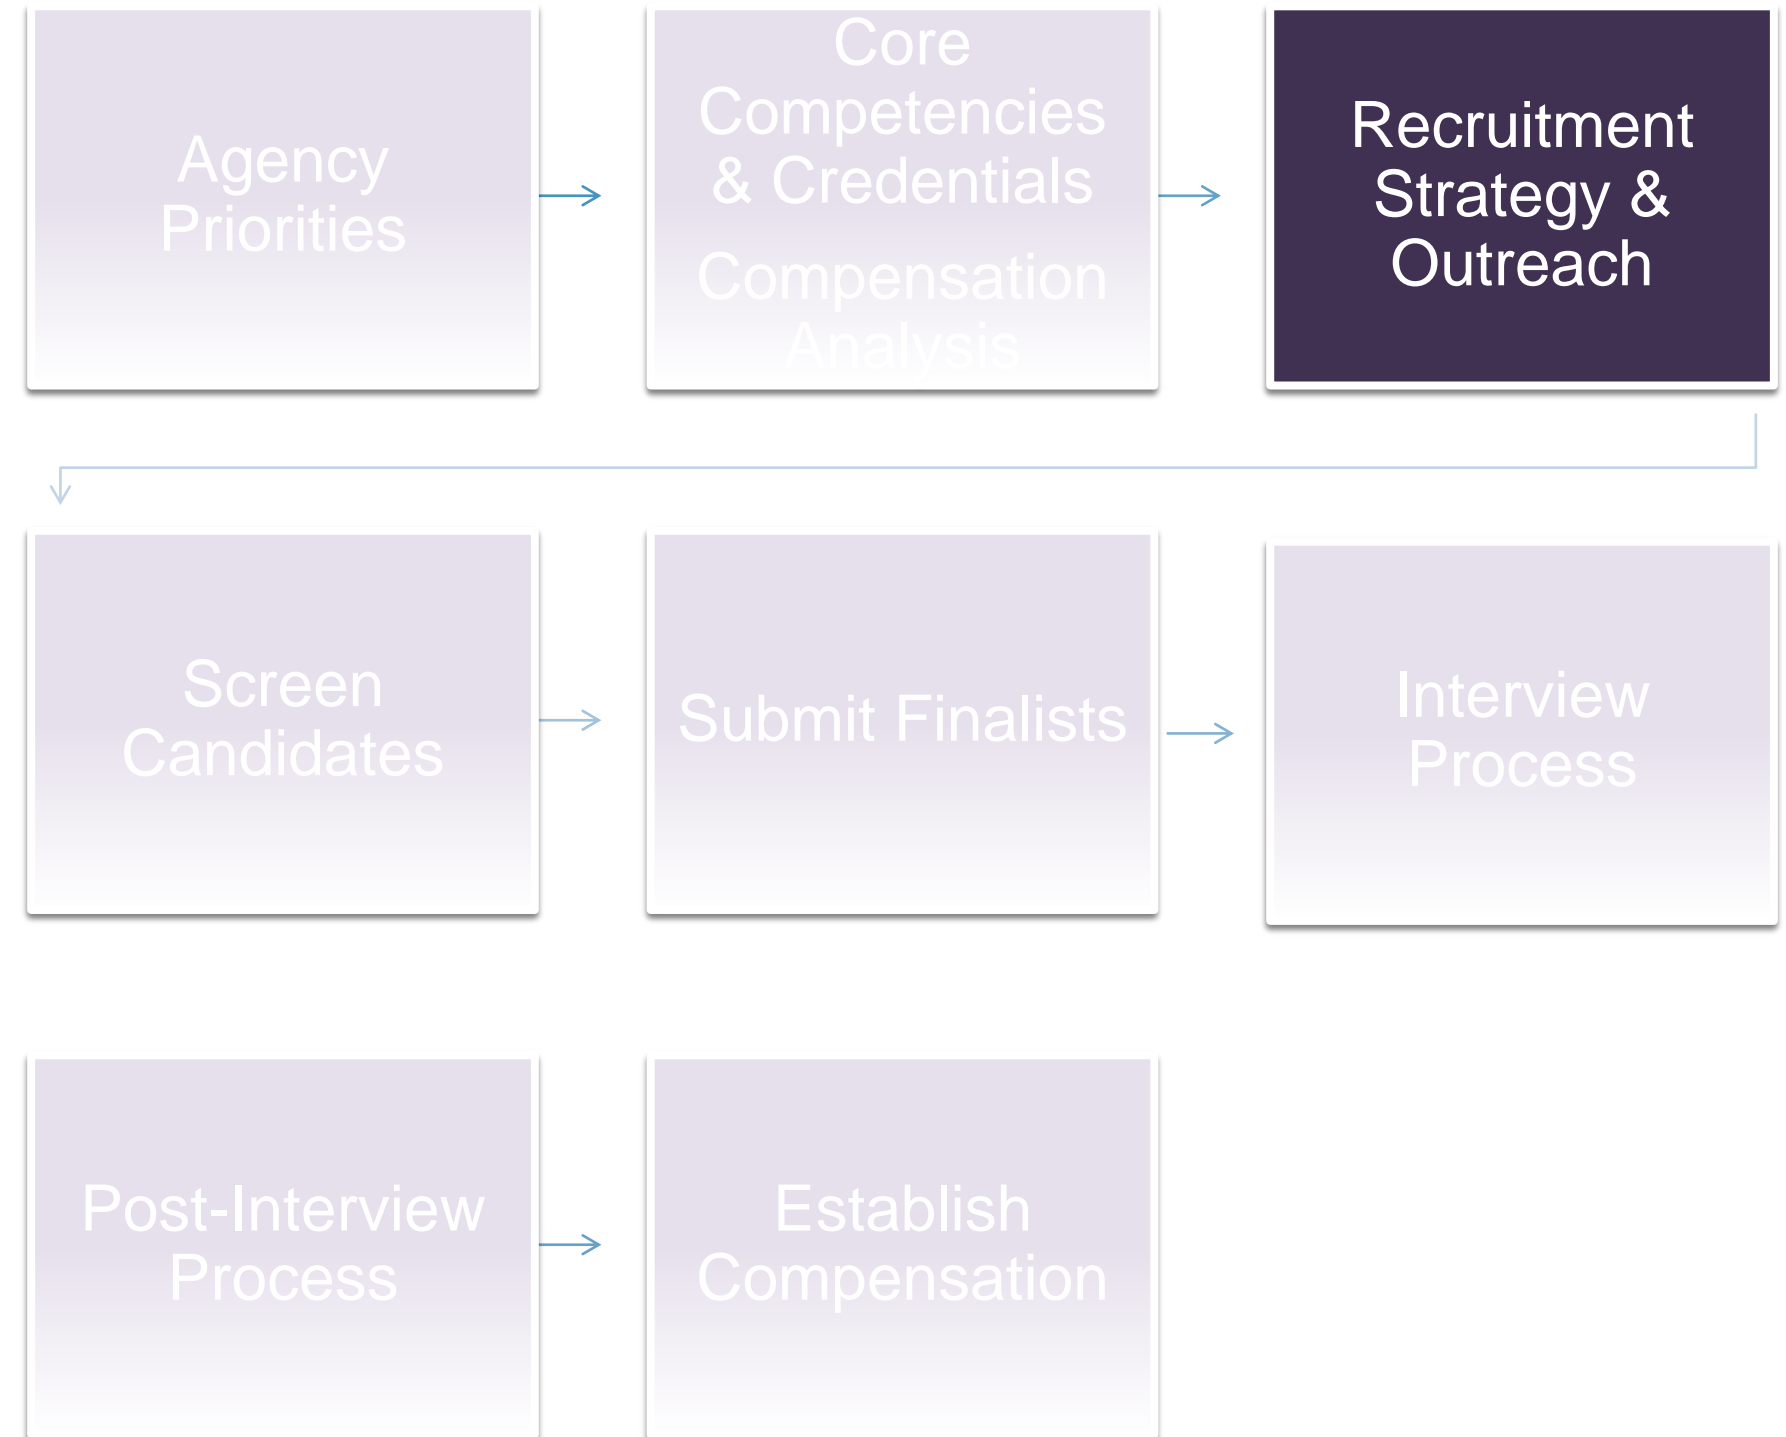 Agency
Priorities
Core
Competencies
& Credentials
Compensation
Analysis
Recruitment
Strategy &
Outreach
Screen
Candidates
Submit Finalists
Interview
Process
Post-Interview
Process
Establish
Compensation